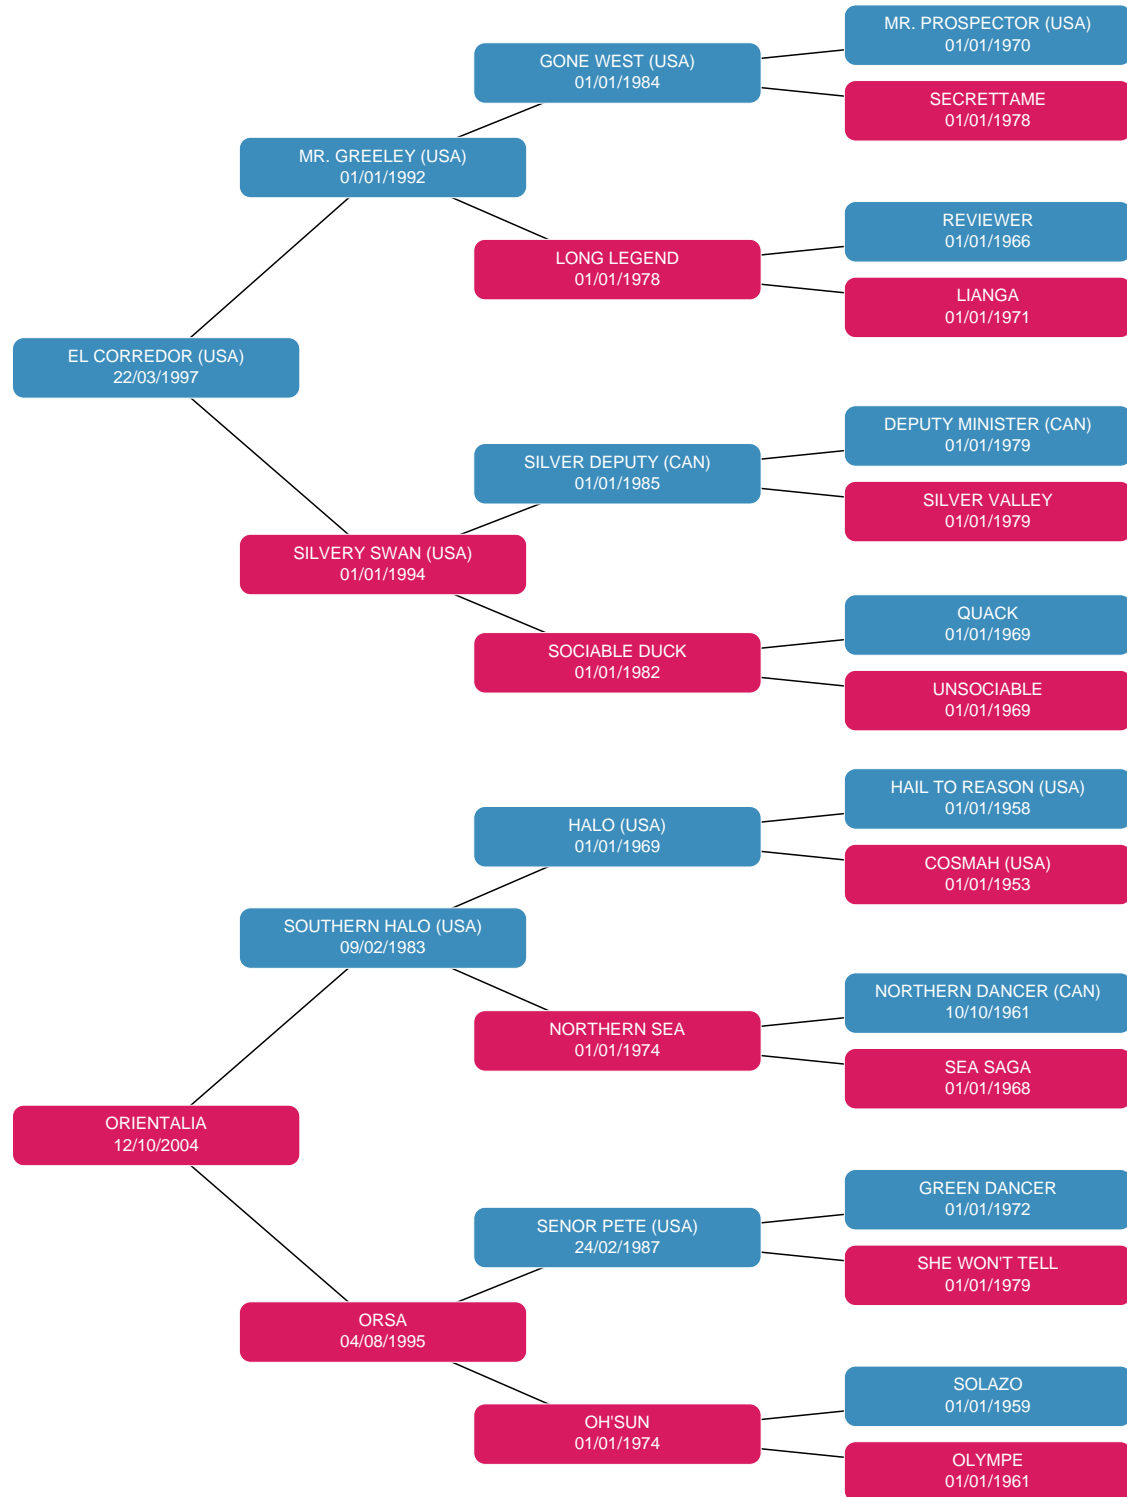 MR. PROSPECTOR (USA)
01/01/1970
GONE WEST (USA)
01/01/1984
SECRETTAME
01/01/1978
MR. GREELEY (USA)
01/01/1992
REVIEWER
01/01/1966
LONG LEGEND
01/01/1978
LIANGA
01/01/1971
EL CORREDOR (USA)
22/03/1997
DEPUTY MINISTER (CAN)
01/01/1979
SILVER DEPUTY (CAN)
01/01/1985
SILVER VALLEY
01/01/1979
SILVERY SWAN (USA)
01/01/1994
QUACK
01/01/1969
SOCIABLE DUCK
01/01/1982
UNSOCIABLE
01/01/1969
HAIL TO REASON (USA)
01/01/1958
HALO (USA)
01/01/1969
COSMAH (USA)
01/01/1953
SOUTHERN HALO (USA)
09/02/1983
NORTHERN DANCER (CAN)
10/10/1961
NORTHERN SEA
01/01/1974
SEA SAGA
01/01/1968
ORIENTALIA
12/10/2004
GREEN DANCER
01/01/1972
SENOR PETE (USA)
24/02/1987
SHE WON'T TELL
01/01/1979
ORSA
04/08/1995
SOLAZO
01/01/1959
OH'SUN
01/01/1974
OLYMPE
01/01/1961